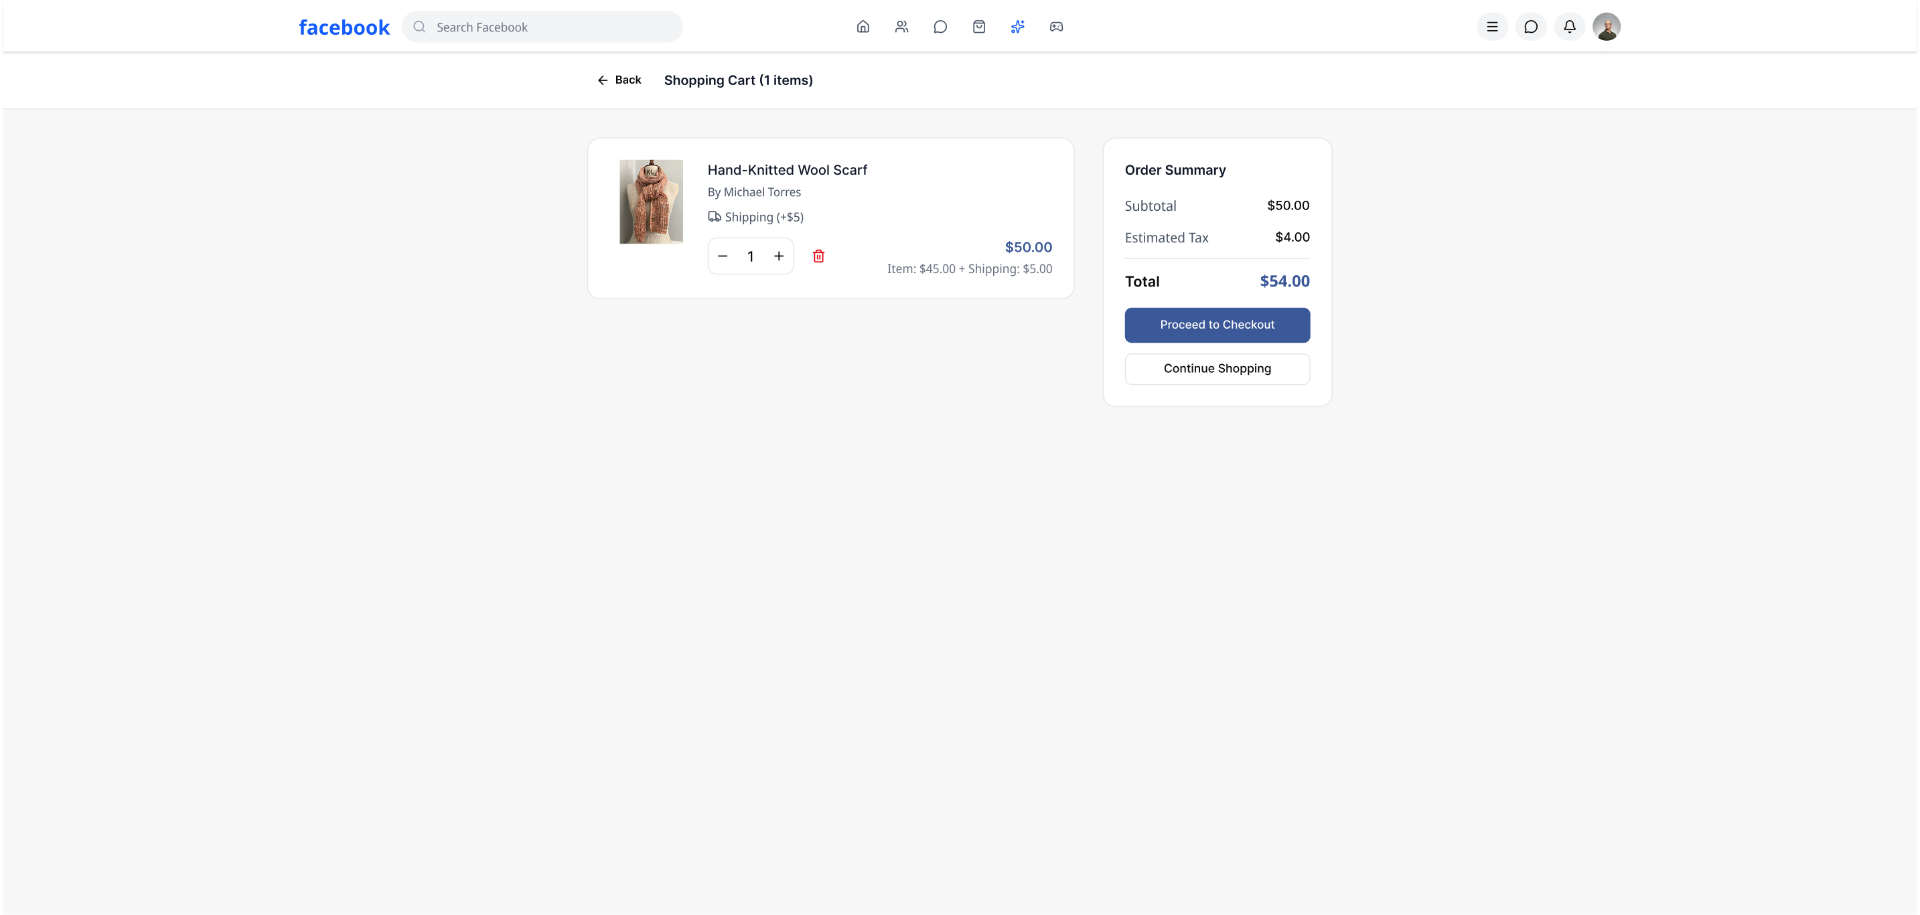 facebook
Search Facebook
Back
Shopping Cart (1 items)
Hand-Knitted Wool Scarf
By Michael Torres
Shipping (+$5)
1
$50.00
Item: $45.00 + Shipping: $5.00
Order Summary
Subtotal $50.00
Estimated Tax $4.00
Total $54.00
Proceed to Checkout
Continue Shopping